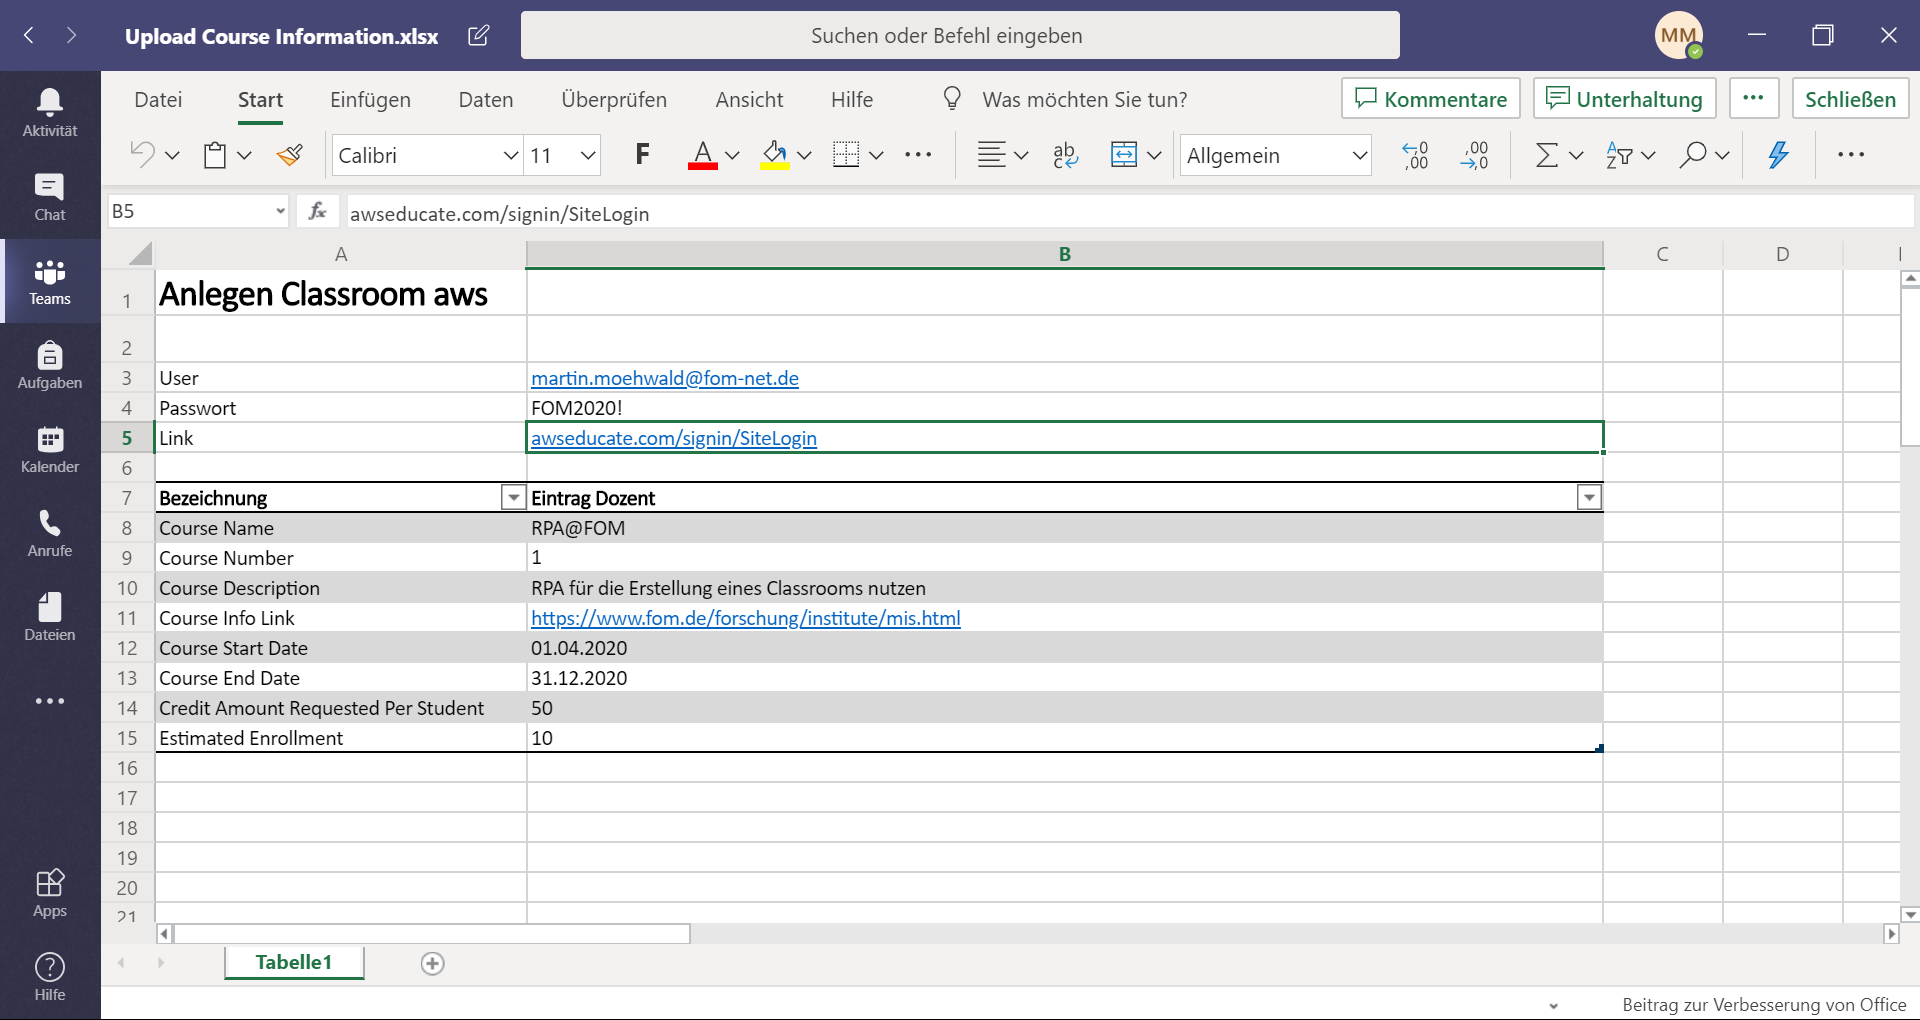 Upload Course Information.xlsx
Suchen oder Befehl eingeben
MM
Datei Start Einfügen Daten Überprüfen Ansicht Hilfe Was möchten Sie tun? Kommentare Unterhaltung Schließen
Calibri 11 F A ab Allgemein ,00 ,00
B5 fx awseducate.com/signin/SiteLogin
A B C D
1 Anlegen Classroom aws
2
3 User martin.moehwald@fom-net.de
4 Passwort FOM2020!
5 Link awseducate.com/signin/SiteLogin
6
7 Bezeichnung Eintrag Dozent
8 Course Name RPA@FOM
9 Course Number 1
10 Course Description RPA für die Erstellung eines Classrooms nutzen
11 Course Info Link https://www.fom.de/forschung/institute/mis.html
12 Course Start Date 01.04.2020
13 Course End Date 31.12.2020
14 Credit Amount Requested Per Student 50
15 Estimated Enrollment 10
16
17
18
19
20
21
Tabelle1
Beitrag zur Verbesserung von Office
Aktivität
Chat
Teams
Aufgaben
Kalender
Anrufe
Dateien
Apps
Hilfe